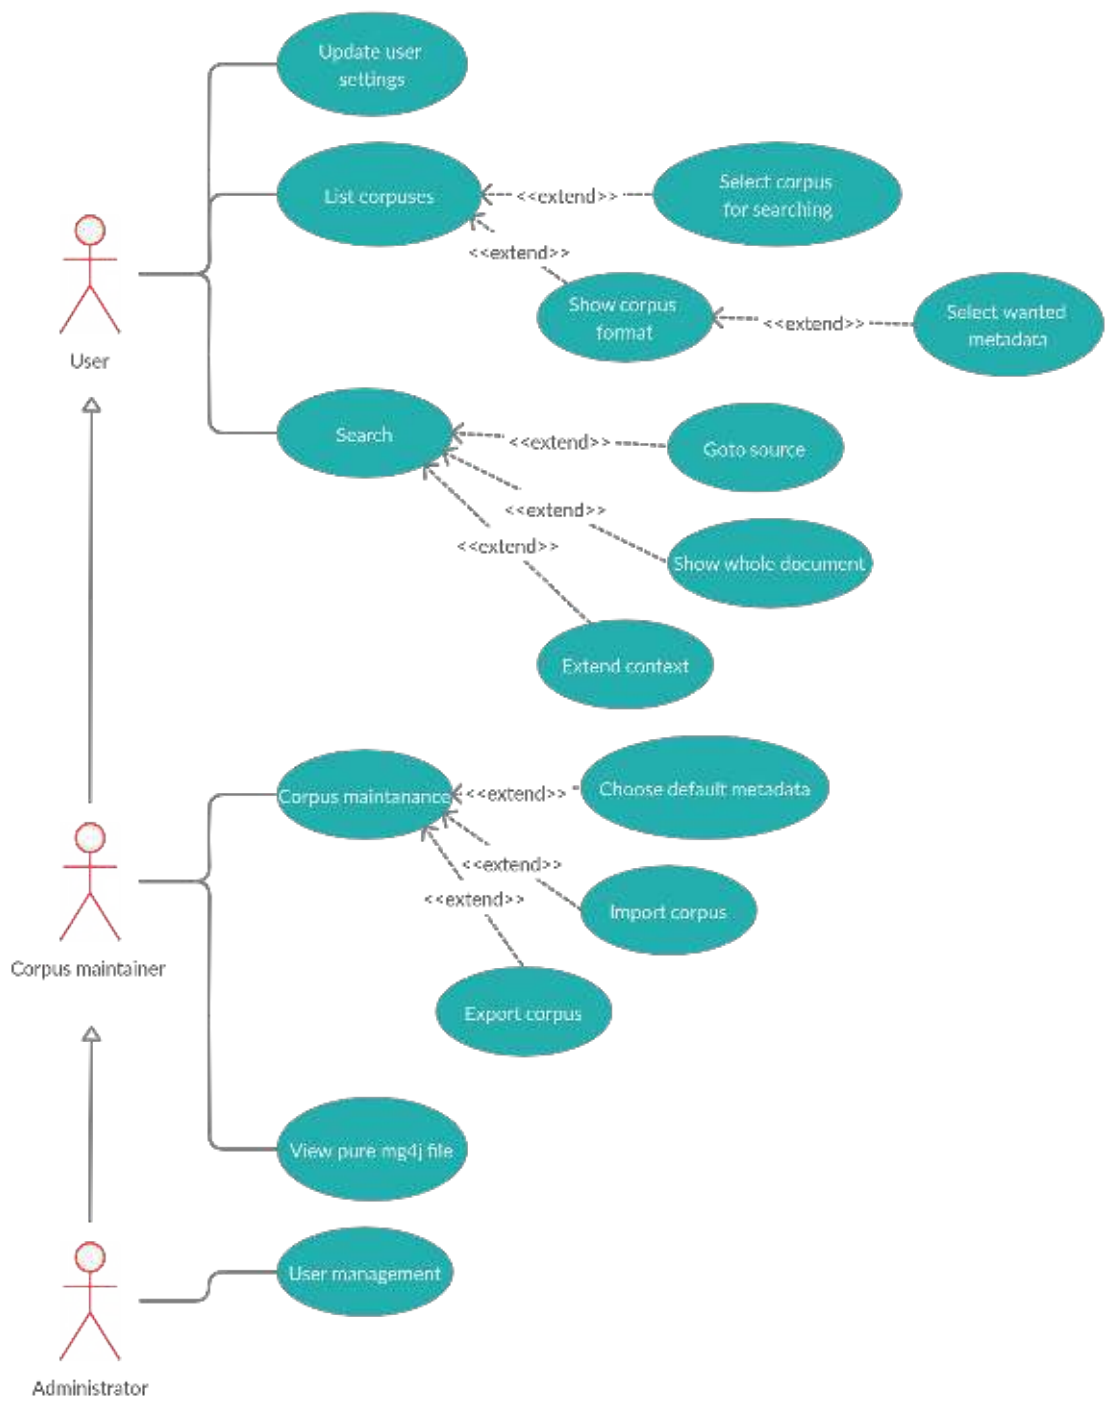 Update user
settings
List corpuses
<<extend>>
Select corpus
for searching
<<extend>>
Show corpus
format
<<extend>>
Select wanted
metadata
User
Search
<<extend>>
Goto source
<<extend>>
Show whole document
<<extend>>
Extend context
Corpus maintanance
<<extend>>
Choose default metadata
<<extend>>
Import corpus
<<extend>>
Export corpus
Corpus maintainer
View pure mg4j file
User management
Administrator